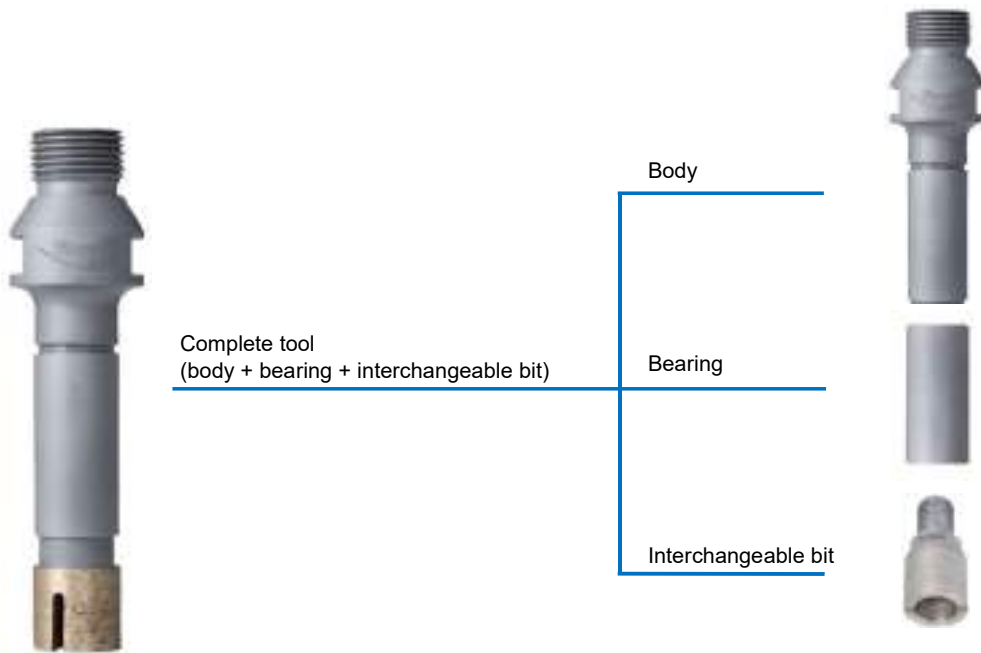 Body
Complete tool
(body + bearing + interchangeable bit)
Bearing
Interchangeable bit